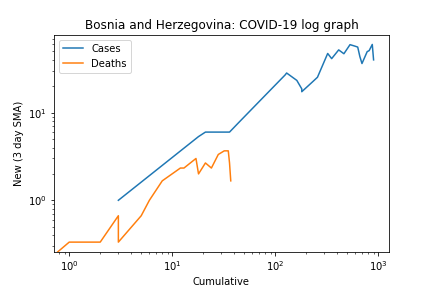 Bosnia and Herzegovina: COVID-19 log graph
Cases
Deaths
New (3 day SMA)
10¹
10⁰
10⁰
10¹
10²
10³
Cumulative